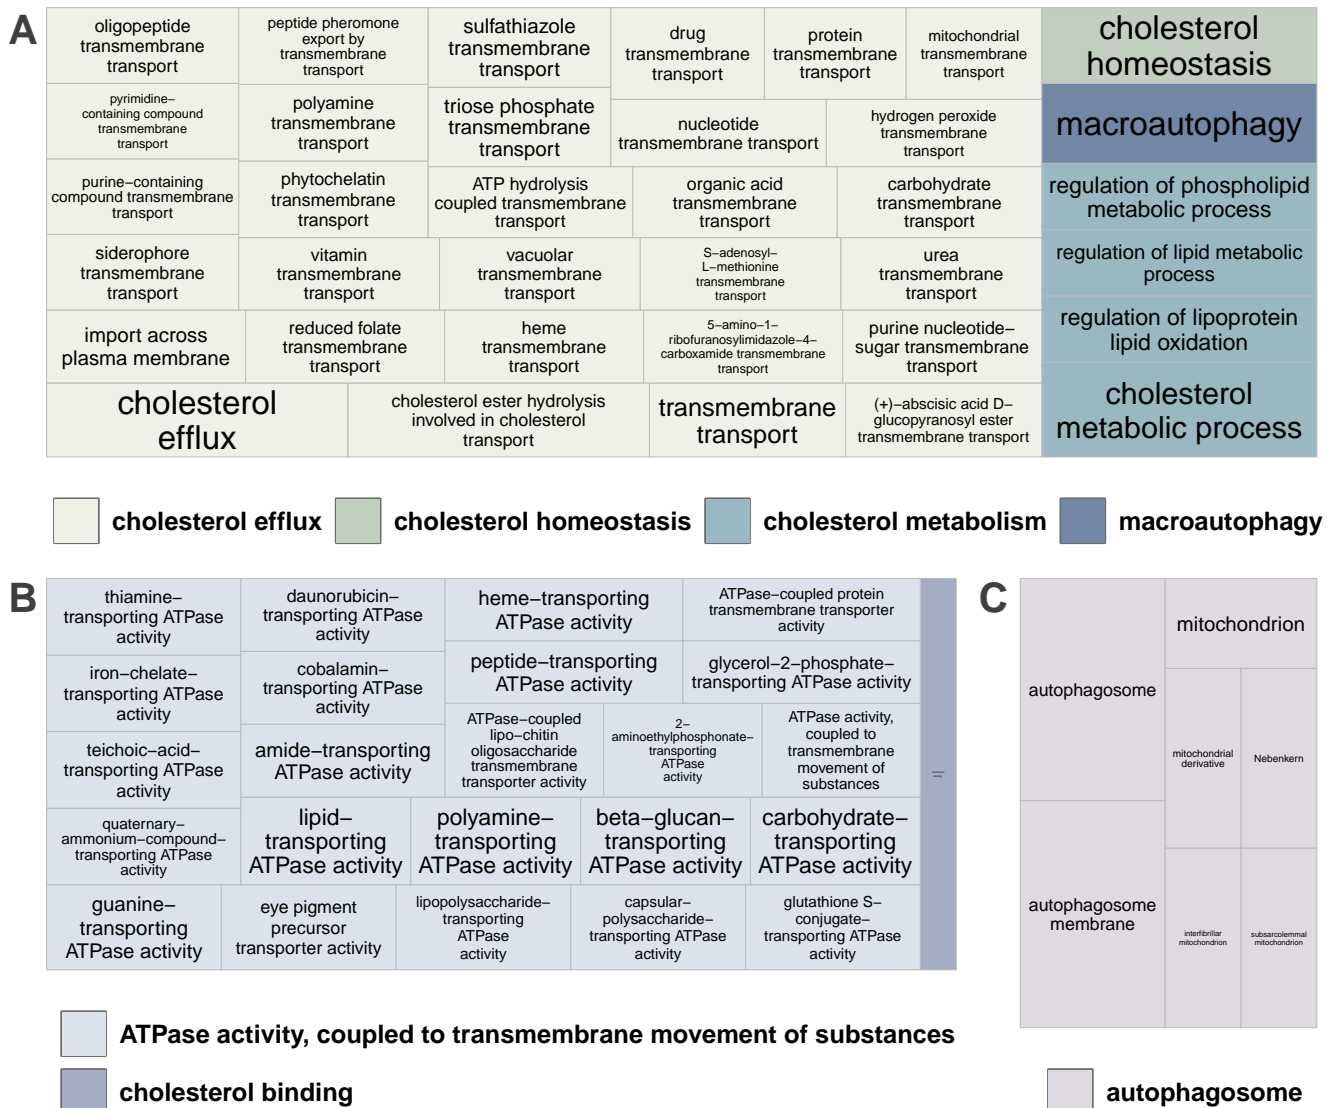 A
oligopeptide
transmembrane
transport
peptide pheromone
export by
transmembrane
transport
sulfathiazole
transmembrane
transport
drug
transmembrane
transport
protein
transmembrane
transport
mitochondrial
transmembrane
transport
cholesterol
homeostasis
pyrimidine−
containing compound
transmembrane
transport
polyamine
transmembrane
transport
triose phosphate
transmembrane
transport
nucleotide
transmembrane transport
hydrogen peroxide
transmembrane
transport
macroautophagy
purine−containing
compound transmembrane
transport
phytochelatin
transmembrane
transport
ATP hydrolysis
coupled transmembrane
transport
organic acid
transmembrane
transport
carbohydrate
transmembrane
transport
regulation of phospholipid
metabolic process
siderophore
transmembrane
transport
vitamin
transmembrane
transport
vacuolar
transmembrane
transport
S−adenosyl−
L−methionine
transmembrane
transport
urea
transmembrane
transport
regulation of lipid metabolic
process
import across
plasma membrane
reduced folate
transmembrane
transport
heme
transmembrane
transport
5−amino−1−
ribofuranosylimidazole−4−
carboxamide transmembrane
transport
purine nucleotide−
sugar transmembrane
transport
regulation of lipoprotein
lipid oxidation
cholesterol
efflux
cholesterol ester hydrolysis
involved in cholesterol
transport
transmembrane
transport
(+)−abscisic acid D−
glucopyranosyl ester
transmembrane transport
cholesterol
metabolic process
cholesterol efflux
cholesterol homeostasis
cholesterol metabolism
macroautophagy
B
thiamine−
transporting ATPase
activity
daunorubicin−
transporting ATPase
activity
heme−transporting
ATPase activity
ATPase−coupled protein
transmembrane transporter
activity
iron−chelate−
transporting ATPase
activity
cobalamin−
transporting ATPase
activity
peptide−transporting
ATPase activity
glycerol−2−phosphate−
transporting ATPase activity
teichoic−acid−
transporting ATPase
activity
amide−transporting
ATPase activity
ATPase−coupled
lipo−chitin
oligosaccharide
transmembrane
transporter activity
2−
aminoethylphosphonate−
transporting
ATPase
activity
ATPase activity,
coupled to
transmembrane
movement of
substances
quaternary−
ammonium−compound−
transporting ATPase
activity
lipid−
transporting
ATPase activity
polyamine−
transporting
ATPase activity
beta−glucan−
transporting
ATPase activity
carbohydrate−
transporting
ATPase activity
guanine−
transporting
ATPase activity
eye pigment
precursor
transporter activity
lipopolysaccharide−
transporting
ATPase
activity
capsular−
polysaccharide−
transporting ATPase
activity
glutathione S−
conjugate−
transporting ATPase
activity
ATPase activity, coupled to transmembrane movement of substances
cholesterol binding
C
autophagosome
mitochondrion
mitochondrial
derivative
Nebenkern
autophagosome
membrane
interfibrillar
mitochondrion
subsarcolemmal
mitochondrion
autophagosome